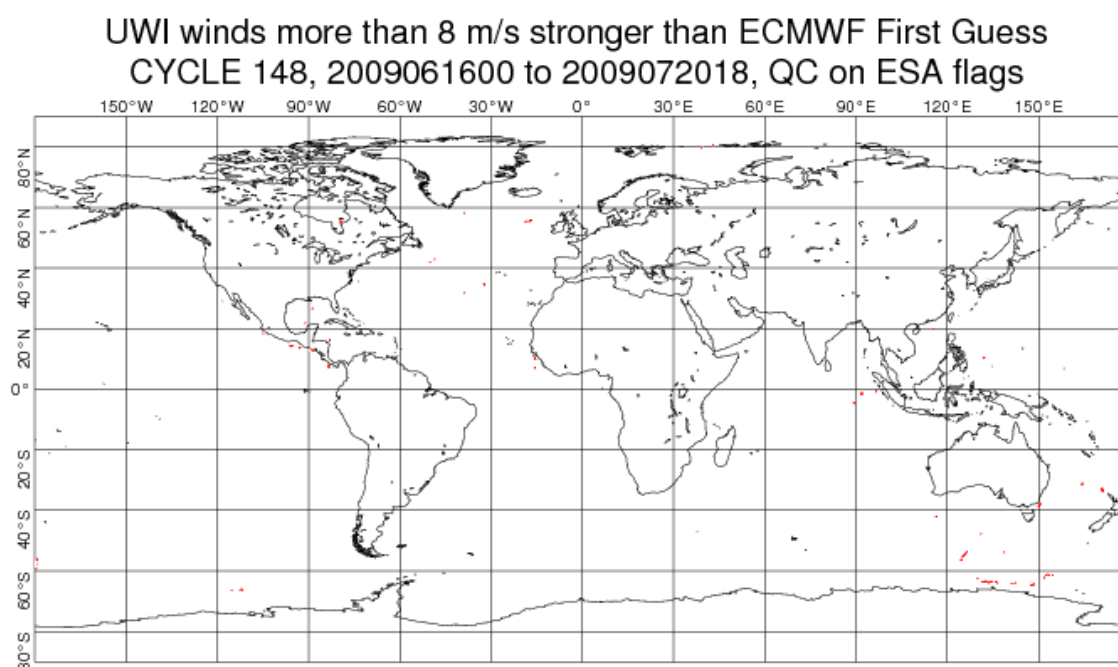 UWI winds more than 8 m/s stronger than ECMWF First Guess
CYCLE 148, 2009061600 to 2009072018, QC on ESA flags
150°W 120°W 90°W 60°W 30°W 0° 30°E 60°E 90°E 120°E 150°E
80°N
60°N
40°N
20°N
0°
20°S
40°S
60°S
80°S